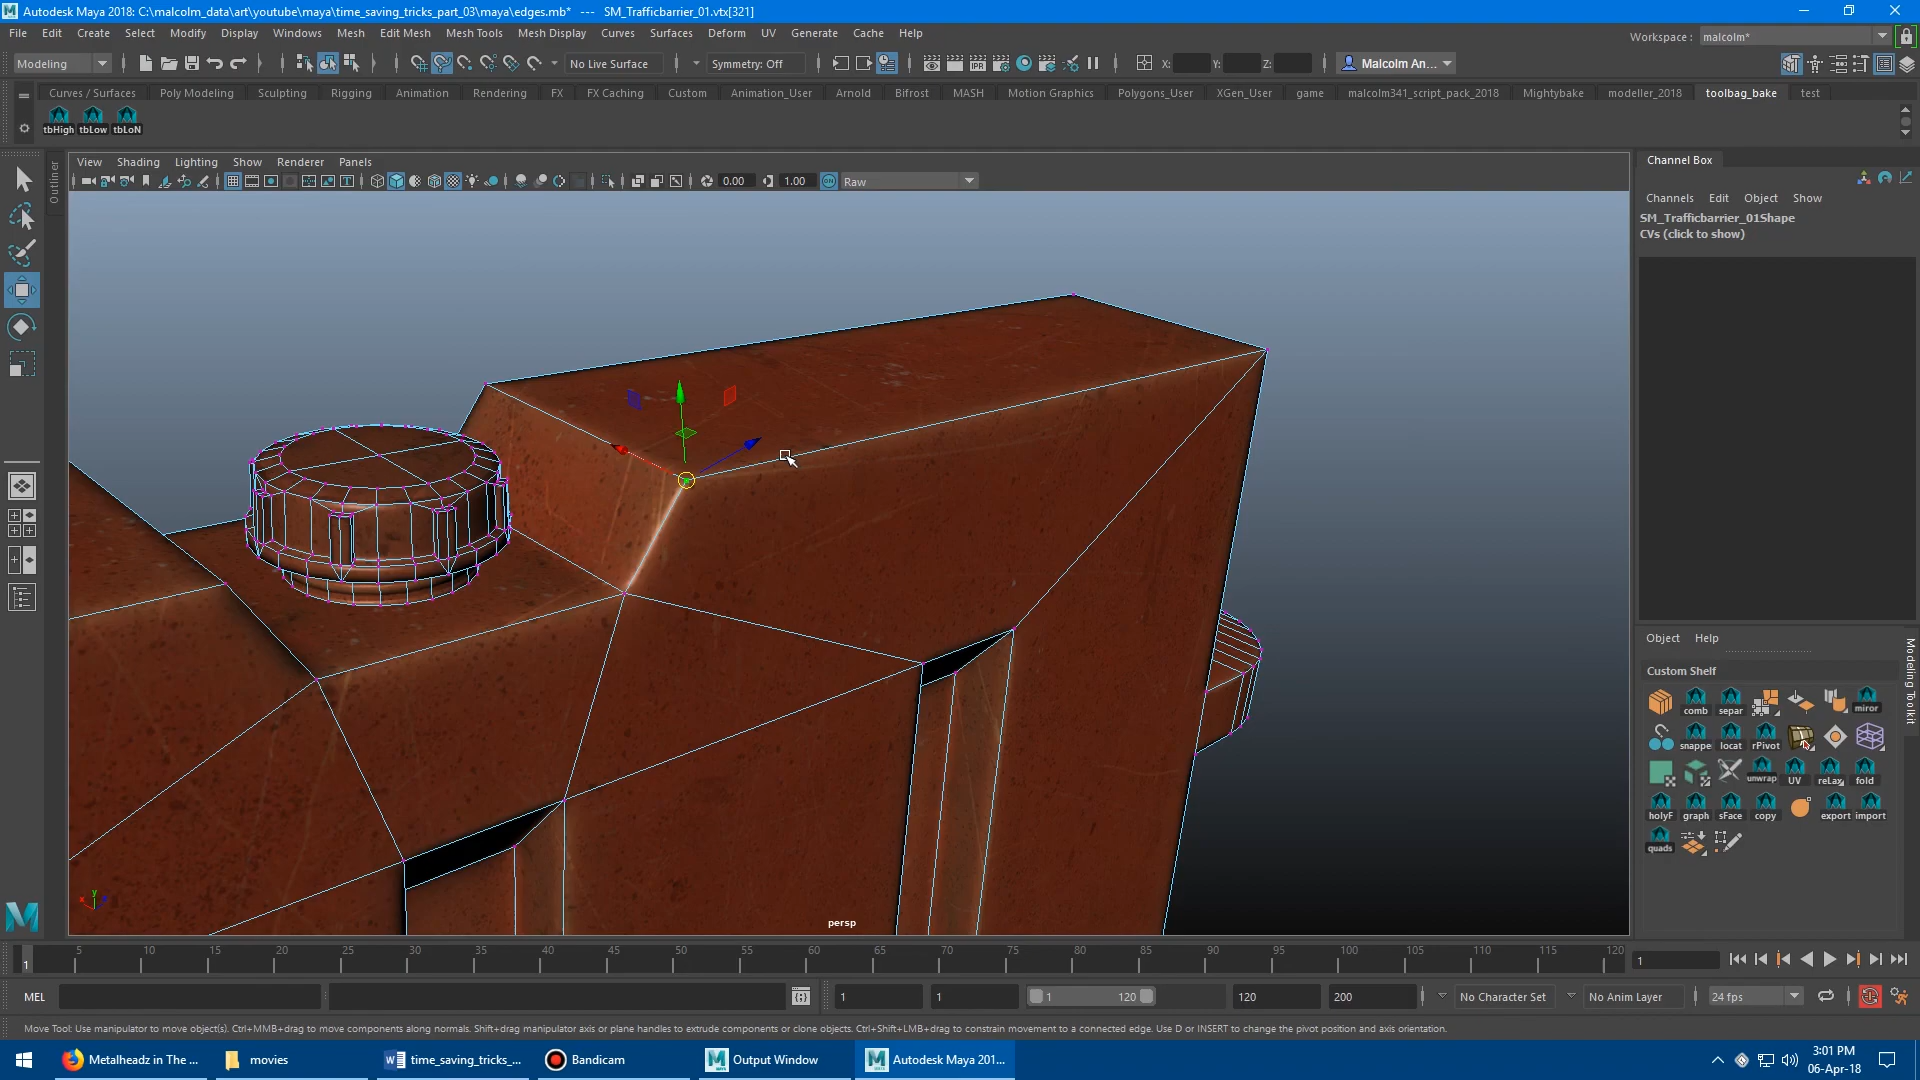 Autodesk Maya 2018: C:\malcolm_data\art\youtube\maya\time_saving_tricks_part_03\maya\edges.mb*   ---   SM_Trafficbarrier_01.vtx[321]
File Edit Create Select Modify Display Windows Mesh Edit Mesh Mesh Tools Mesh Display Curves Surfaces Deform UV Generate Cache Help
Workspace : malcolm*
Modeling No Live Surface Symmetry: Off X: Y: Z: Malcolm An...
Curves / Surfaces Poly Modeling Sculpting Rigging Animation Rendering FX FX Caching Custom Animation_User Arnold Bifrost MASH Motion Graphics Polygons_User XGen_User game malcolm341_script_pack_2018 Mightybake modeller_2018 toolbag_bake test
tbHigh tbLow tbLoN
Outliner
View Shading Lighting Show Renderer Panels
0.00 1.00 ON Raw
Channel Box
Channels Edit Object Show
SM_Trafficbarrier_01Shape
CVs (click to show)
Object Help
Modeling Toolkit
Custom Shelf
comb separ miror
snappe locat rPivot
unwrap UV reLax fold
holyF graph sFace copy export import
quads
y
persp
5 10 15 20 25 30 35 40 45 50 55 60 65 70 75 80 85 90 95 100 105 110 115 120
1 1
MEL 1 1 1 120 120 200 No Character Set No Anim Layer 24 fps
Move Tool: Use manipulator to move object(s). Ctrl+MMB+drag to move components along normals. Shift+drag manipulator axis or plane handles to extrude components or clone objects. Ctrl+Shift+LMB+drag to constrain movement to a connected edge. Use D or INSERT to change the pivot position and axis orientation.
Metalheadz in The ... movies time_saving_tricks_... Bandicam Output Window Autodesk Maya 201...
3:01 PM
06-Apr-18